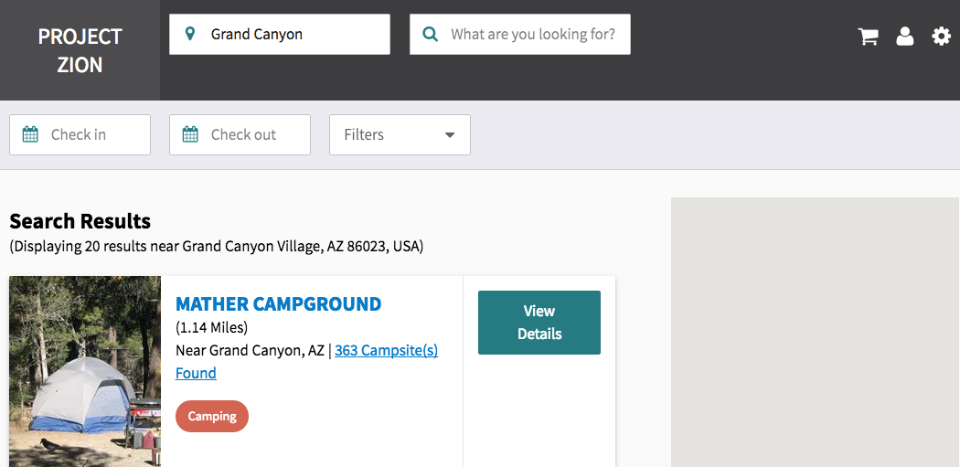 PROJECT
ZION
Grand Canyon
What are you looking for?
Check in
Check out
Filters
Search Results
(Displaying 20 results near Grand Canyon Village, AZ 86023, USA)
MATHER CAMPGROUND
(1.14 Miles)
Near Grand Canyon, AZ | 363 Campsite(s)
Found
Camping
View
Details